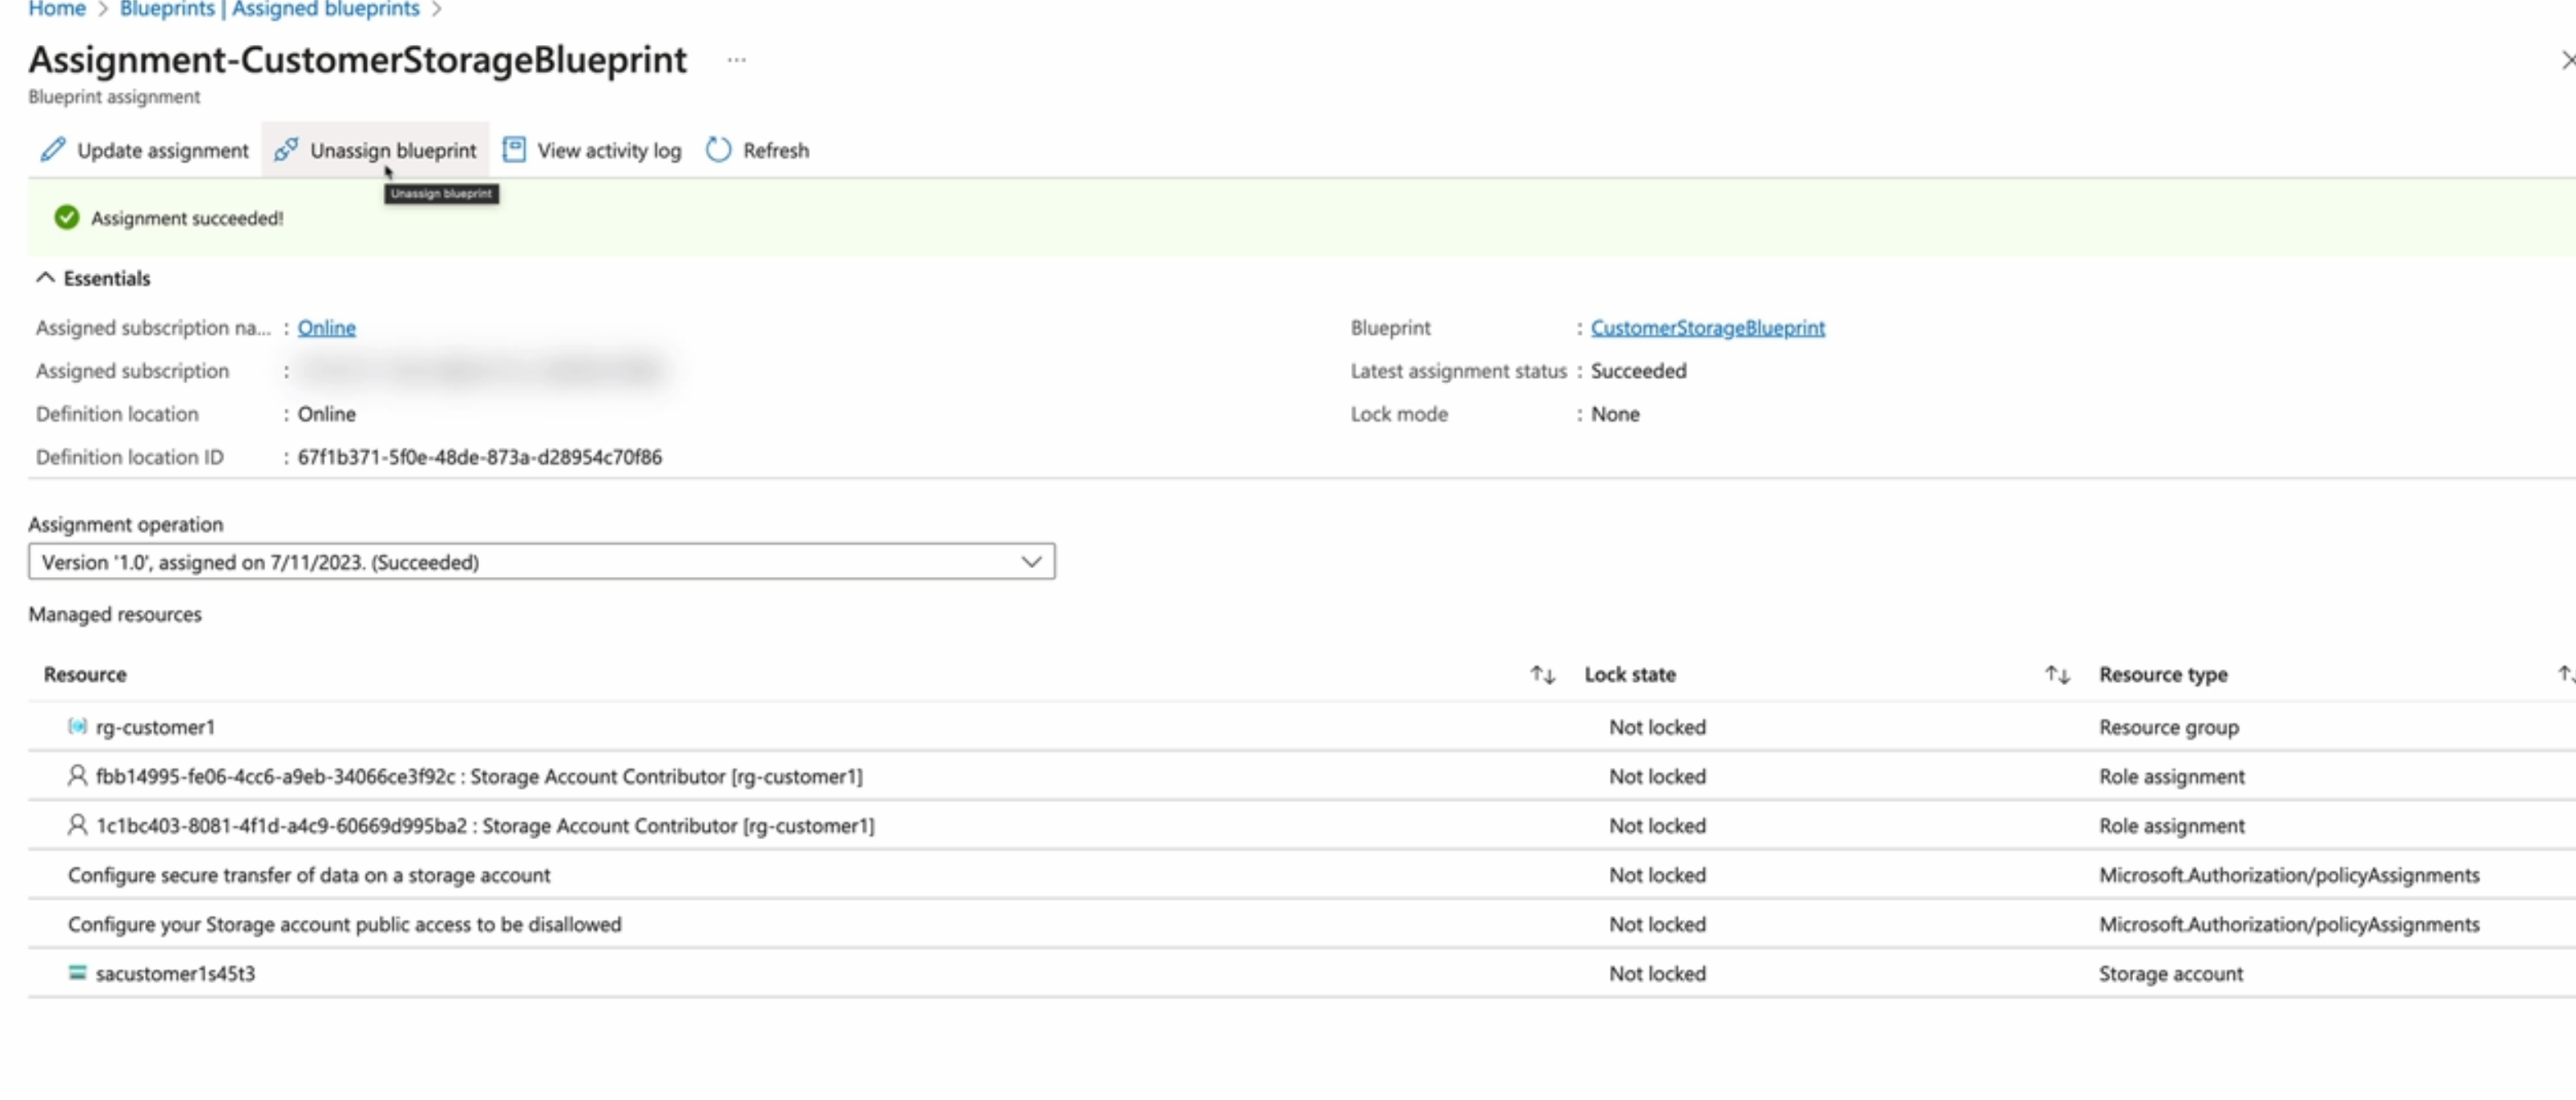 Home > Blueprints | Assigned blueprints >
Assignment-CustomerStorageBlueprint ...
Blueprint assignment
Update assignment Unassign blueprint View activity log Refresh
Unassign blueprint
Assignment succeeded!
Essentials
Assigned subscription na... : Online Blueprint : CustomerStorageBlueprint
Assigned subscription : Latest assignment status : Succeeded
Definition location : Online Lock mode : None
Definition location ID : 67f1b371-5f0e-48de-873a-d28954c70f86
Assignment operation
Version '1.0', assigned on 7/11/2023. (Succeeded)
Managed resources
Resource ↑↓ Lock state ↑↓ Resource type
rg-customer1 Not locked Resource group
fbb14995-fe06-4cc6-a9eb-34066ce3f92c : Storage Account Contributor [rg-customer1] Not locked Role assignment
1c1bc403-8081-4f1d-a4c9-60669d995ba2 : Storage Account Contributor [rg-customer1] Not locked Role assignment
Configure secure transfer of data on a storage account Not locked Microsoft.Authorization/policyAssignments
Configure your Storage account public access to be disallowed Not locked Microsoft.Authorization/policyAssignments
sacustomer1s45t3 Not locked Storage account